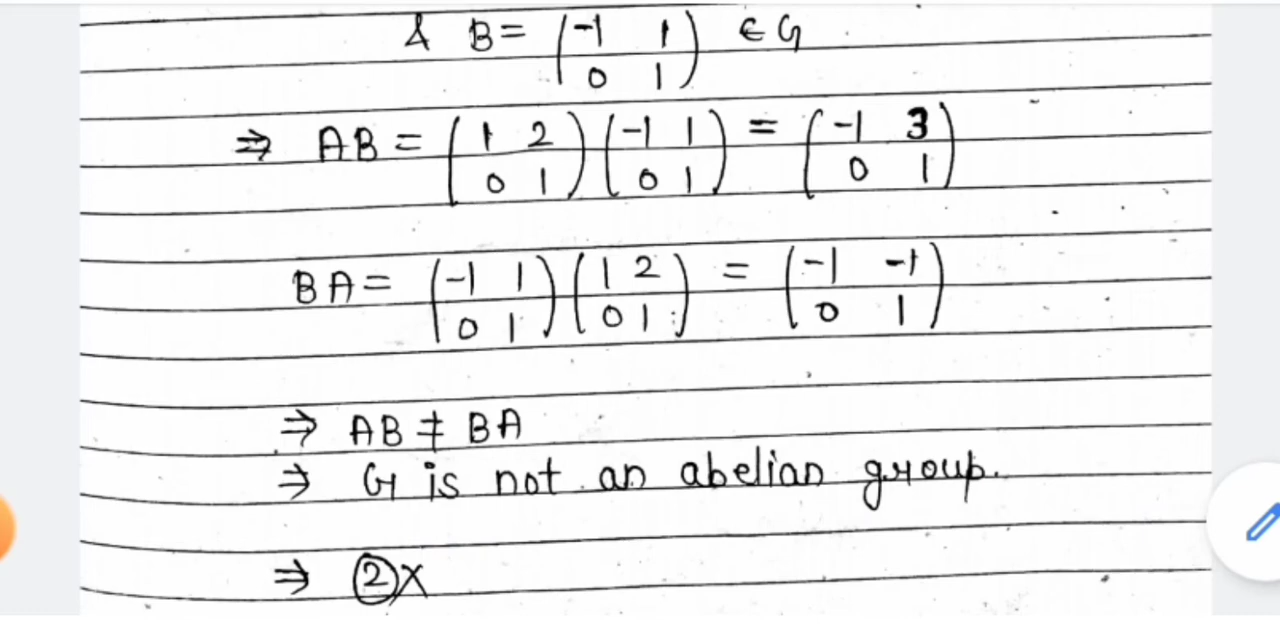 & B = (-1 1
0 1) ∈ G
⇒ AB = (1 2
0 1) (-1 1
0 1) = (-1 3
0 1)
BA = (-1 1
0 1) (1 2
0 1) = (-1 -1
0 1)
⇒ AB ≠ BA
⇒ G is not an abelian group.
⇒ ② X